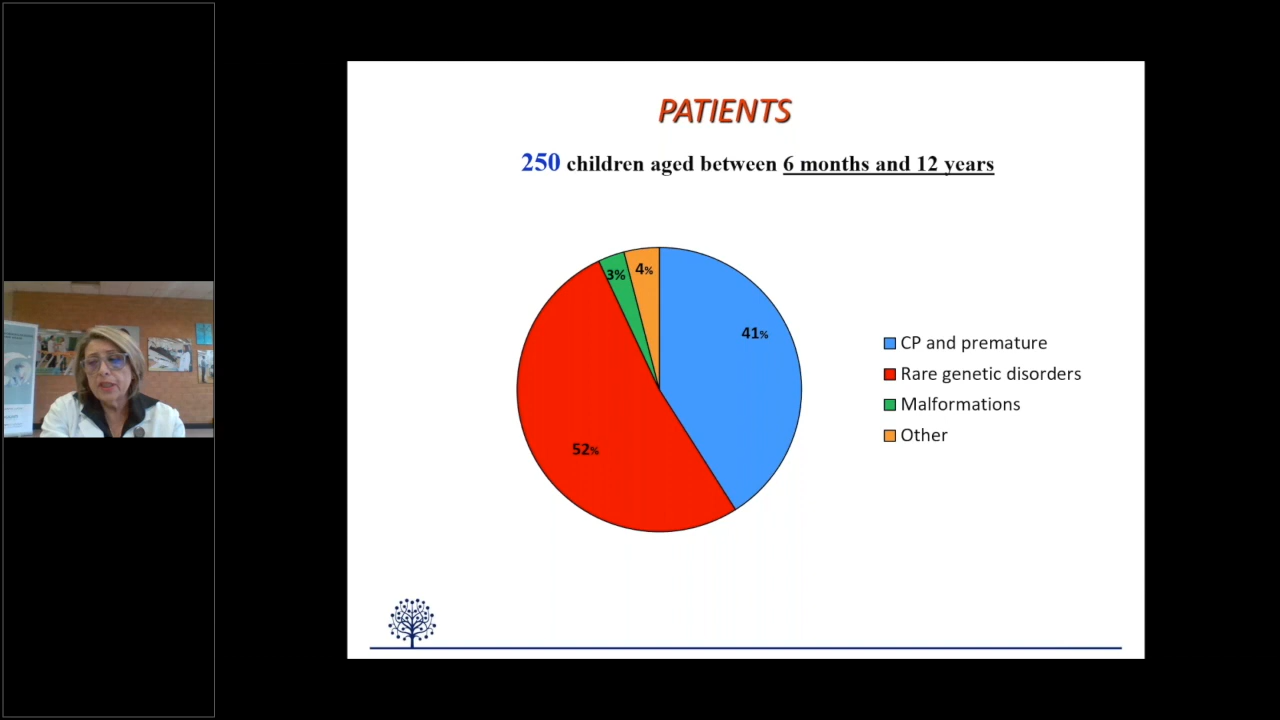 PATIENTS
250 children aged between 6 months and 12 years
3%
4%
41%
52%
CP and premature
Rare genetic disorders
Malformations
Other